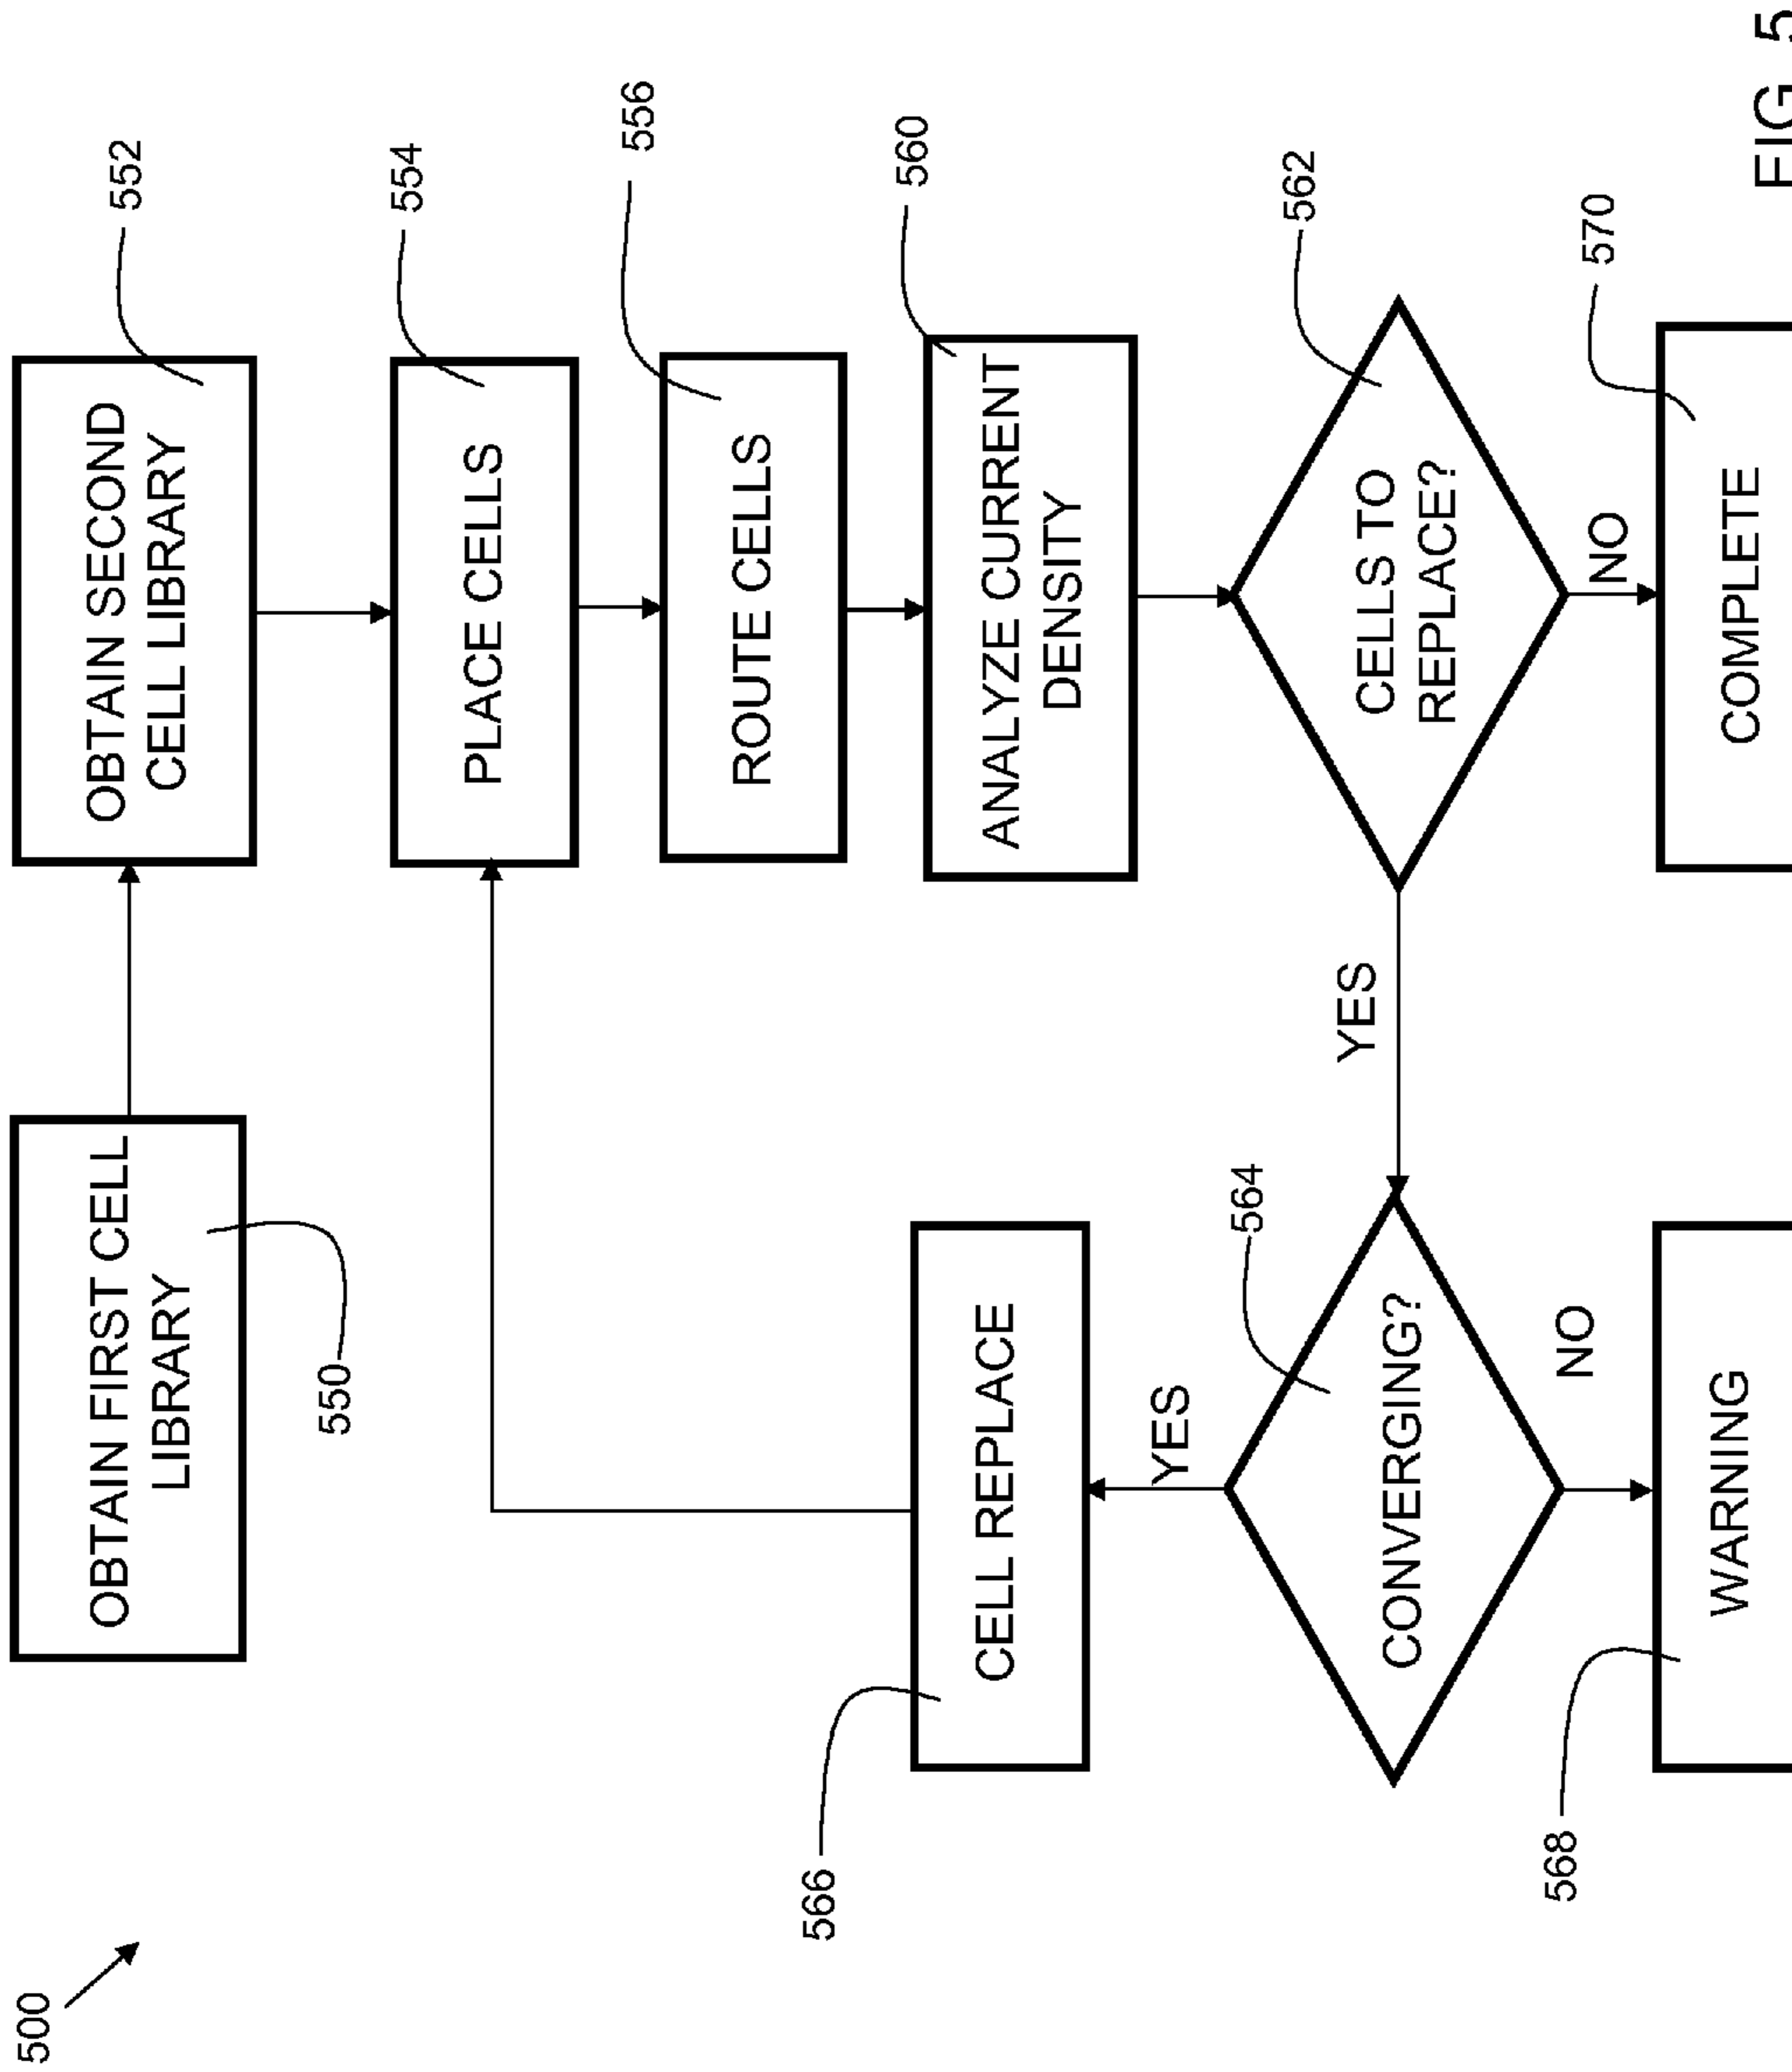 500
OBTAIN FIRST CELL
LIBRARY
550
OBTAIN SECOND
CELL LIBRARY
552
PLACE CELLS
554
ROUTE CELLS
556
ANALYZE CURRENT
DENSITY
560
CELLS TO
REPLACE?
562
YES
NO
CONVERGING?
564
YES
NO
CELL REPLACE
566
WARNING
568
COMPLETE
570
FIG 5